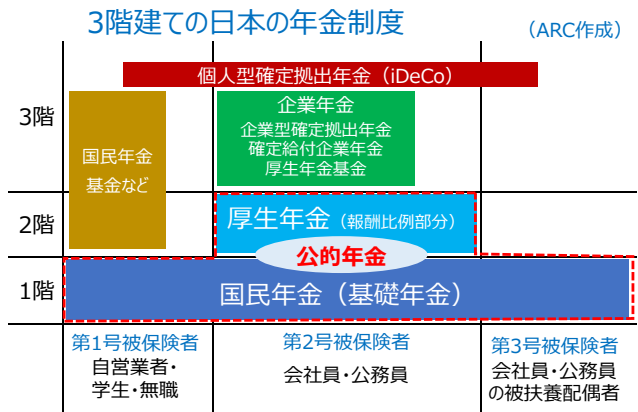 3階建ての日本の年金制度
(ARC作成)
個人型確定拠出年金（iDeCo）
3階
国民年金
基金など
企業年金
企業型確定拠出年金
確定給付企業年金
厚生年金基金
2階
厚生年金（報酬比例部分）
公的年金
1階
国民年金（基礎年金）
第1号被保険者
自営業者・
学生・無職
第2号被保険者
会社員・公務員
第3号被保険者
会社員・公務員
の被扶養配偶者